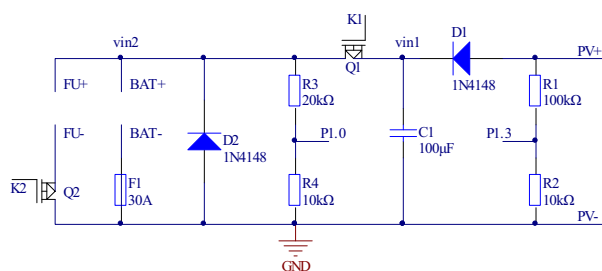 K1
vin2
vin1
D1
PV+
Q1
1N4148
FU+
BAT+
R3
20kΩ
R1
100kΩ
P1.0
P1.3
FU-
BAT-
D2
1N4148
C1
100μF
K2
Q2
F1
30A
R4
10kΩ
R2
10kΩ
PV-
GND